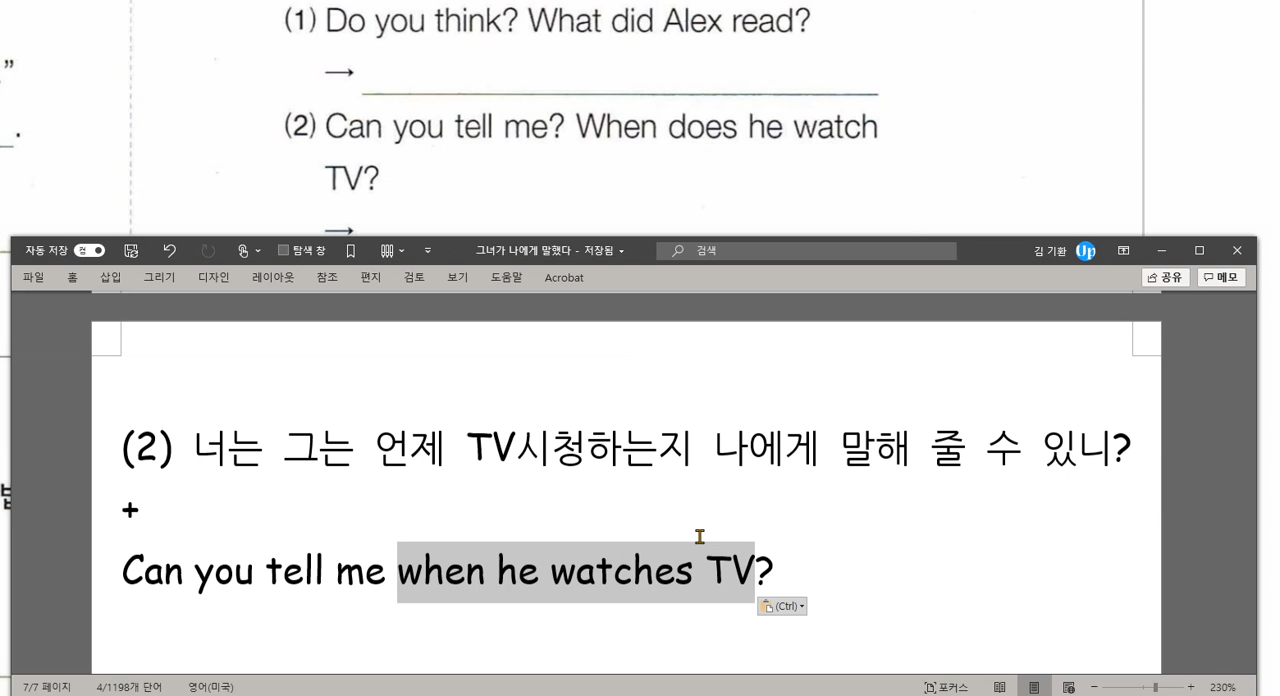 (1) Do you think? What did Alex read?
→
”
(2) Can you tell me? When does he watch
.
TV?
→
자동 저장 컴 탐색 창 그녀가 나에게 말했다 - 저장됨 검색 김 기환 Up
파일 홈 삽입 그리기 디자인 레이아웃 참조 편지 검토 보기 도움말 Acrobat 공유 메모
(2) 너는 그는 언제 TV시청하는지 나에게 말해 줄 수 있니?
+
Can you tell me when he watches TV?
(Ctrl)
7/7 페이지 4/1198개 단어 영어(미국) 포커스 - + 230%